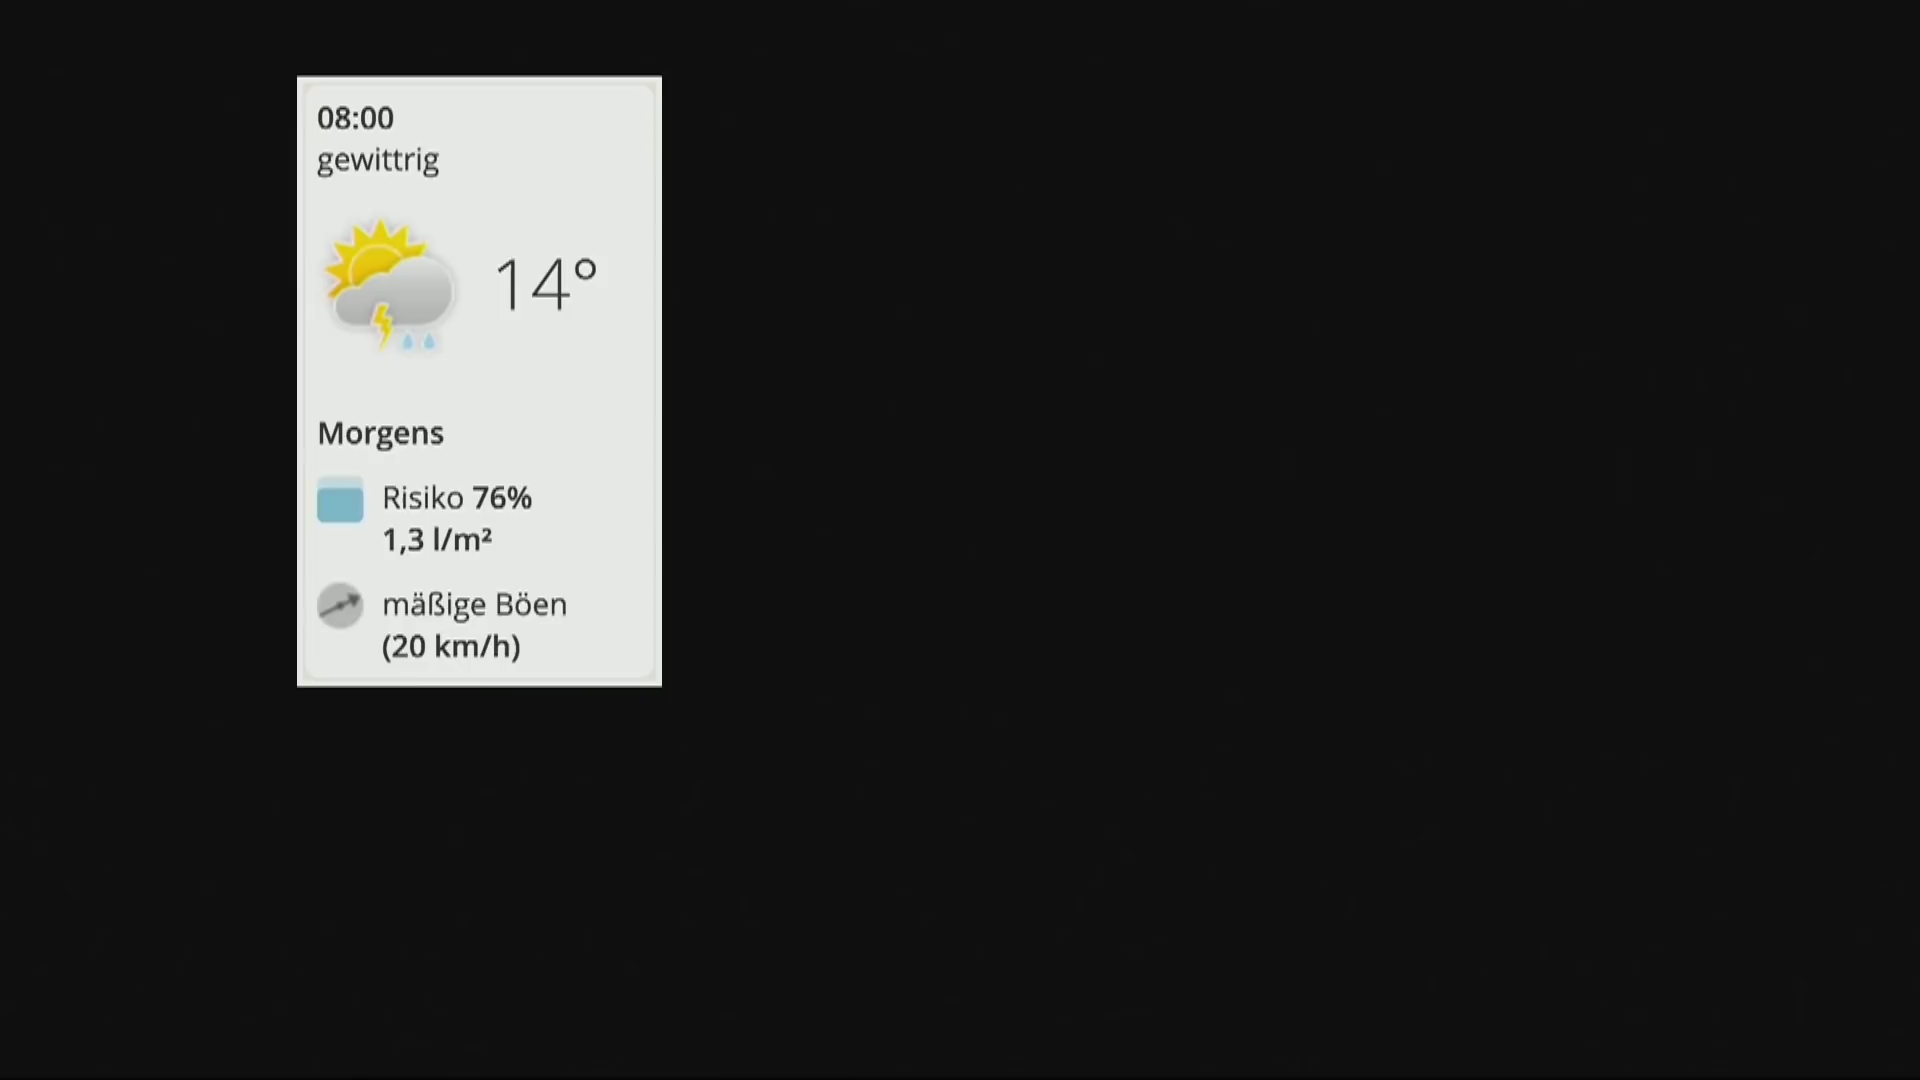 08:00
gewittrig
14°
Morgens
Risiko 76%
1,3 l/m²
mäßige Böen
(20 km/h)